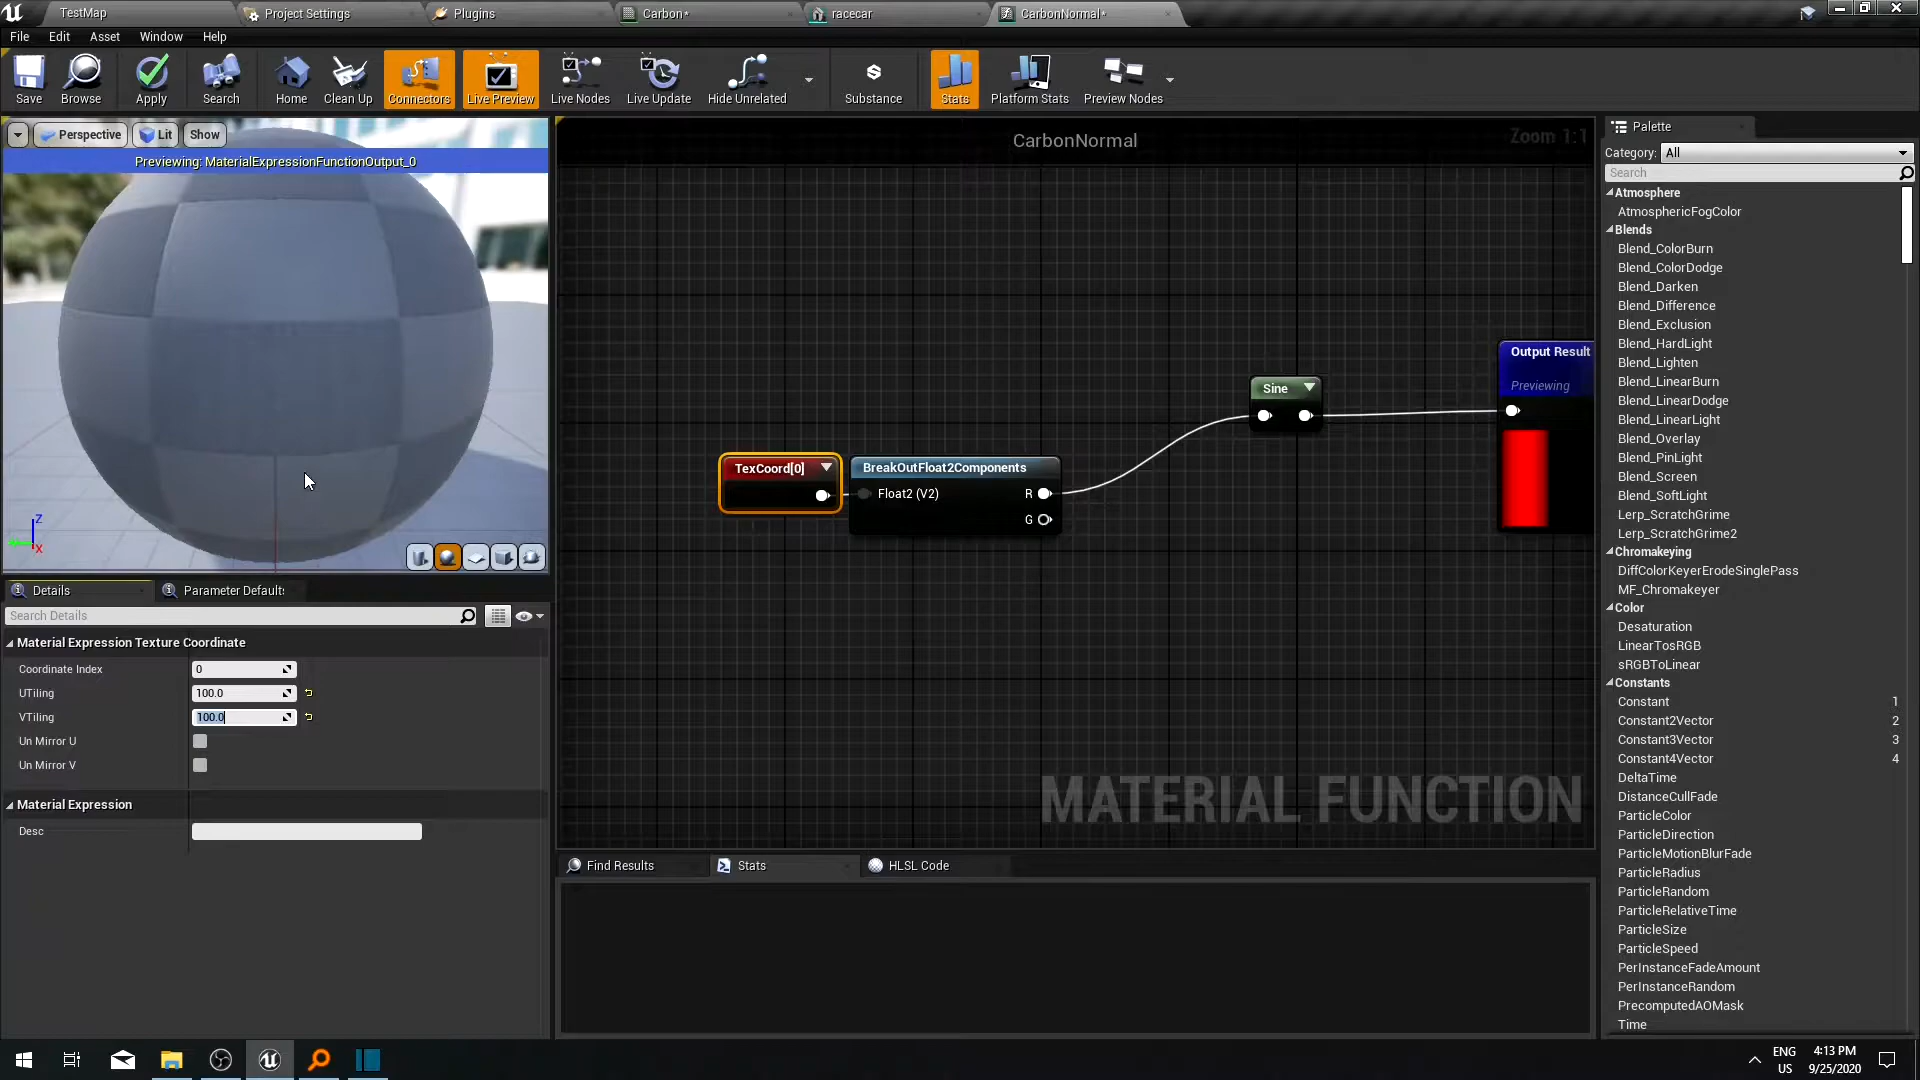 TestMap
Project Settings
Plugins
Carbon*
racecar
CarbonNormal*
File
Edit
Asset
Window
Help
Save
Browse
Apply
Search
Home
Clean Up
Connectors
Live Preview
Live Nodes
Live Update
Hide Unrelated
Substance
Stats
Platform Stats
Preview Nodes
Perspective
Lit
Show
Previewing: MaterialExpressionFunctionOutput_0
Z
X
CarbonNormal
Zoom 1:1
TexCoord[0]
BreakOutFloat2Components
Float2 (V2)
R
G
Sine
Output Result
Previewing
MATERIAL FUNCTION
Details
Parameter Defaults
Search Details
Material Expression Texture Coordinate
Coordinate Index
0
UTiling
100.0
VTiling
100.0
Un Mirror U
Un Mirror V
Material Expression
Desc
Find Results
Stats
HLSL Code
Palette
Category:
All
Search
Atmosphere
AtmosphericFogColor
Blends
Blend_ColorBurn
Blend_ColorDodge
Blend_Darken
Blend_Difference
Blend_Exclusion
Blend_HardLight
Blend_Lighten
Blend_LinearBurn
Blend_LinearDodge
Blend_LinearLight
Blend_Overlay
Blend_PinLight
Blend_Screen
Blend_SoftLight
Lerp_ScratchGrime
Lerp_ScratchGrime2
Chromakeying
DiffColorKeyerErodeSinglePass
MF_Chromakeyer
Color
Desaturation
LinearTosRGB
sRGBToLinear
Constants
Constant 1
Constant2Vector 2
Constant3Vector 3
Constant4Vector 4
DeltaTime
DistanceCullFade
ParticleColor
ParticleDirection
ParticleMotionBlurFade
ParticleRadius
ParticleRandom
ParticleRelativeTime
ParticleSize
ParticleSpeed
PerInstanceFadeAmount
PerInstanceRandom
PrecomputedAOMask
Time
ENG
US
4:13 PM
9/25/2020